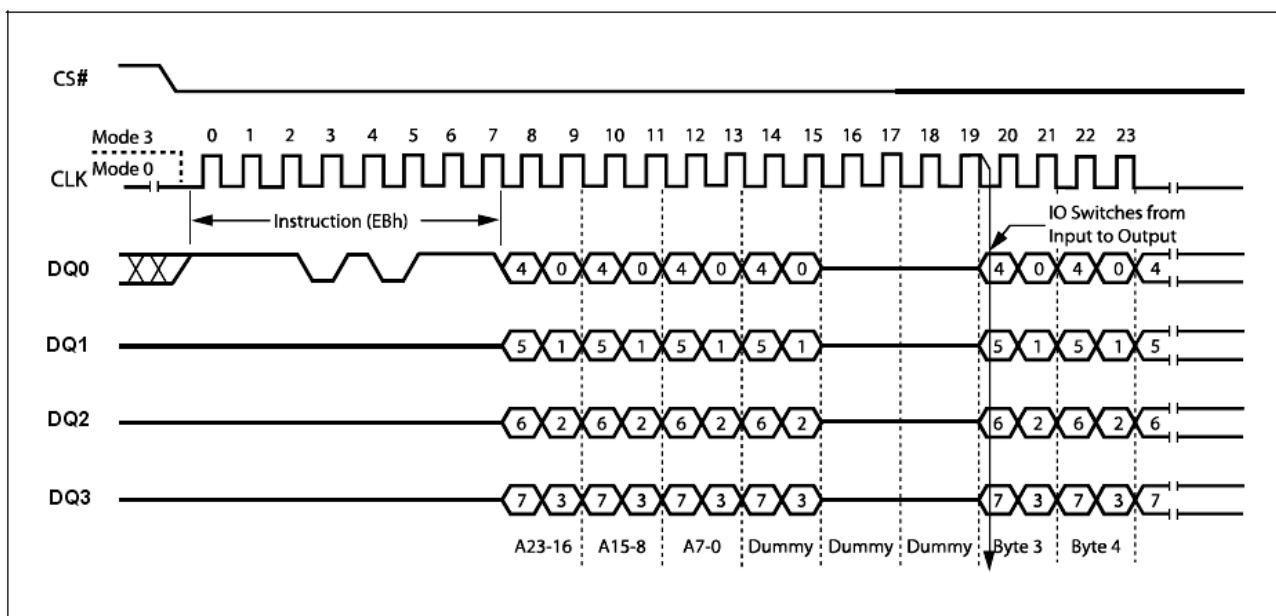 CS#
Mode 3
0 1 2 3 4 5 6 7 8 9 10 11 12 13 14 15 16 17 18 19 20 21 22 23
CLK Mode 0
Instruction (EBh)
IO Switches from
Input to Output
DQ0 4 0 4 0 4 0 4 0 4 0 4 0 4
DQ1 5 1 5 1 5 1 5 1 5 1 5 1 5
DQ2 6 2 6 2 6 2 6 2 6 2 6 2 6
DQ3 7 3 7 3 7 3 7 3 7 3 7 3 7
A23-16 A15-8 A7-0 Dummy Dummy Dummy Byte 3 Byte 4